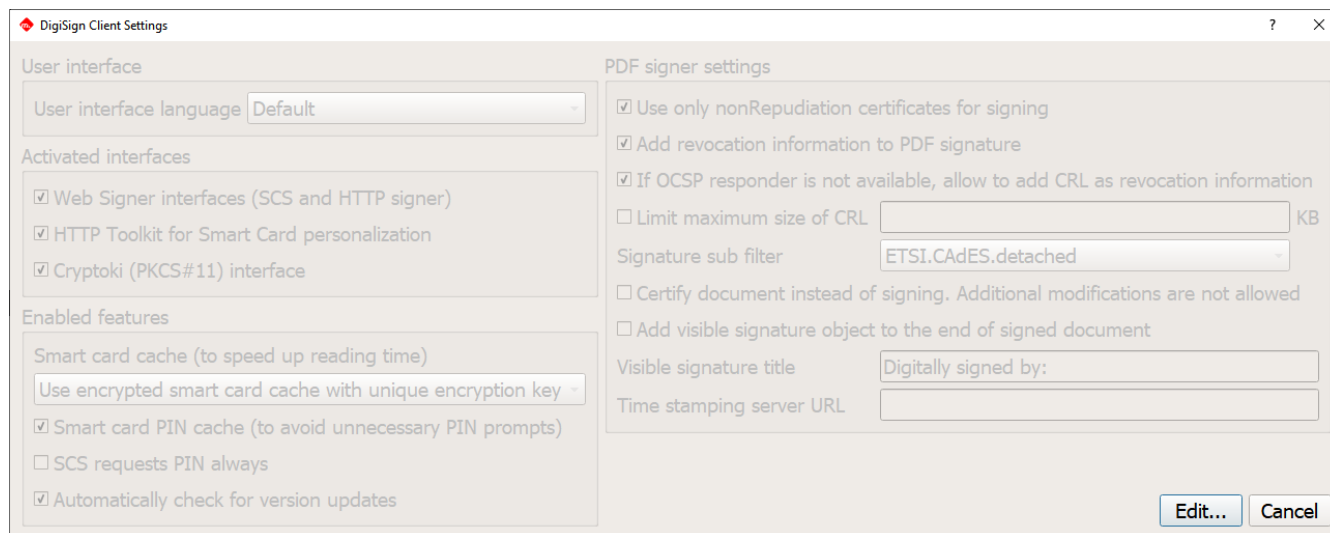 DigiSign Client Settings
?
User interface
User interface language Default
Activated interfaces
Web Signer interfaces (SCS and HTTP signer)
HTTP Toolkit for Smart Card personalization
Cryptoki (PKCS#11) interface
Enabled features
Smart card cache (to speed up reading time)
Use encrypted smart card cache with unique encryption key
Smart card PIN cache (to avoid unnecessary PIN prompts)
SCS requests PIN always
Automatically check for version updates
PDF signer settings
Use only nonRepudiation certificates for signing
Add revocation information to PDF signature
If OCSP responder is not available, allow to add CRL as revocation information
Limit maximum size of CRL KB
Signature sub filter ETSI.CAdES.detached
Certify document instead of signing. Additional modifications are not allowed
Add visible signature object to the end of signed document
Visible signature title Digitally signed by:
Time stamping server URL
Edit... Cancel